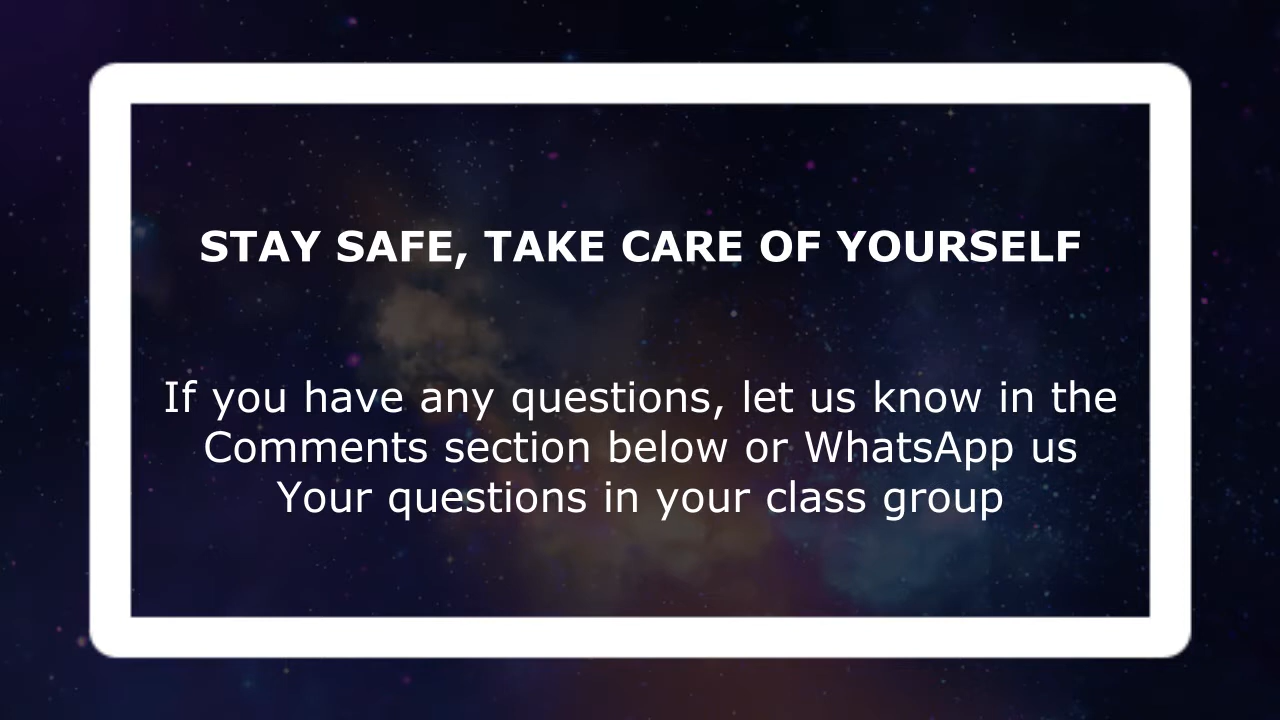 STAY SAFE, TAKE CARE OF YOURSELF
If you have any questions, let us know in the
Comments section below or WhatsApp us
Your questions in your class group